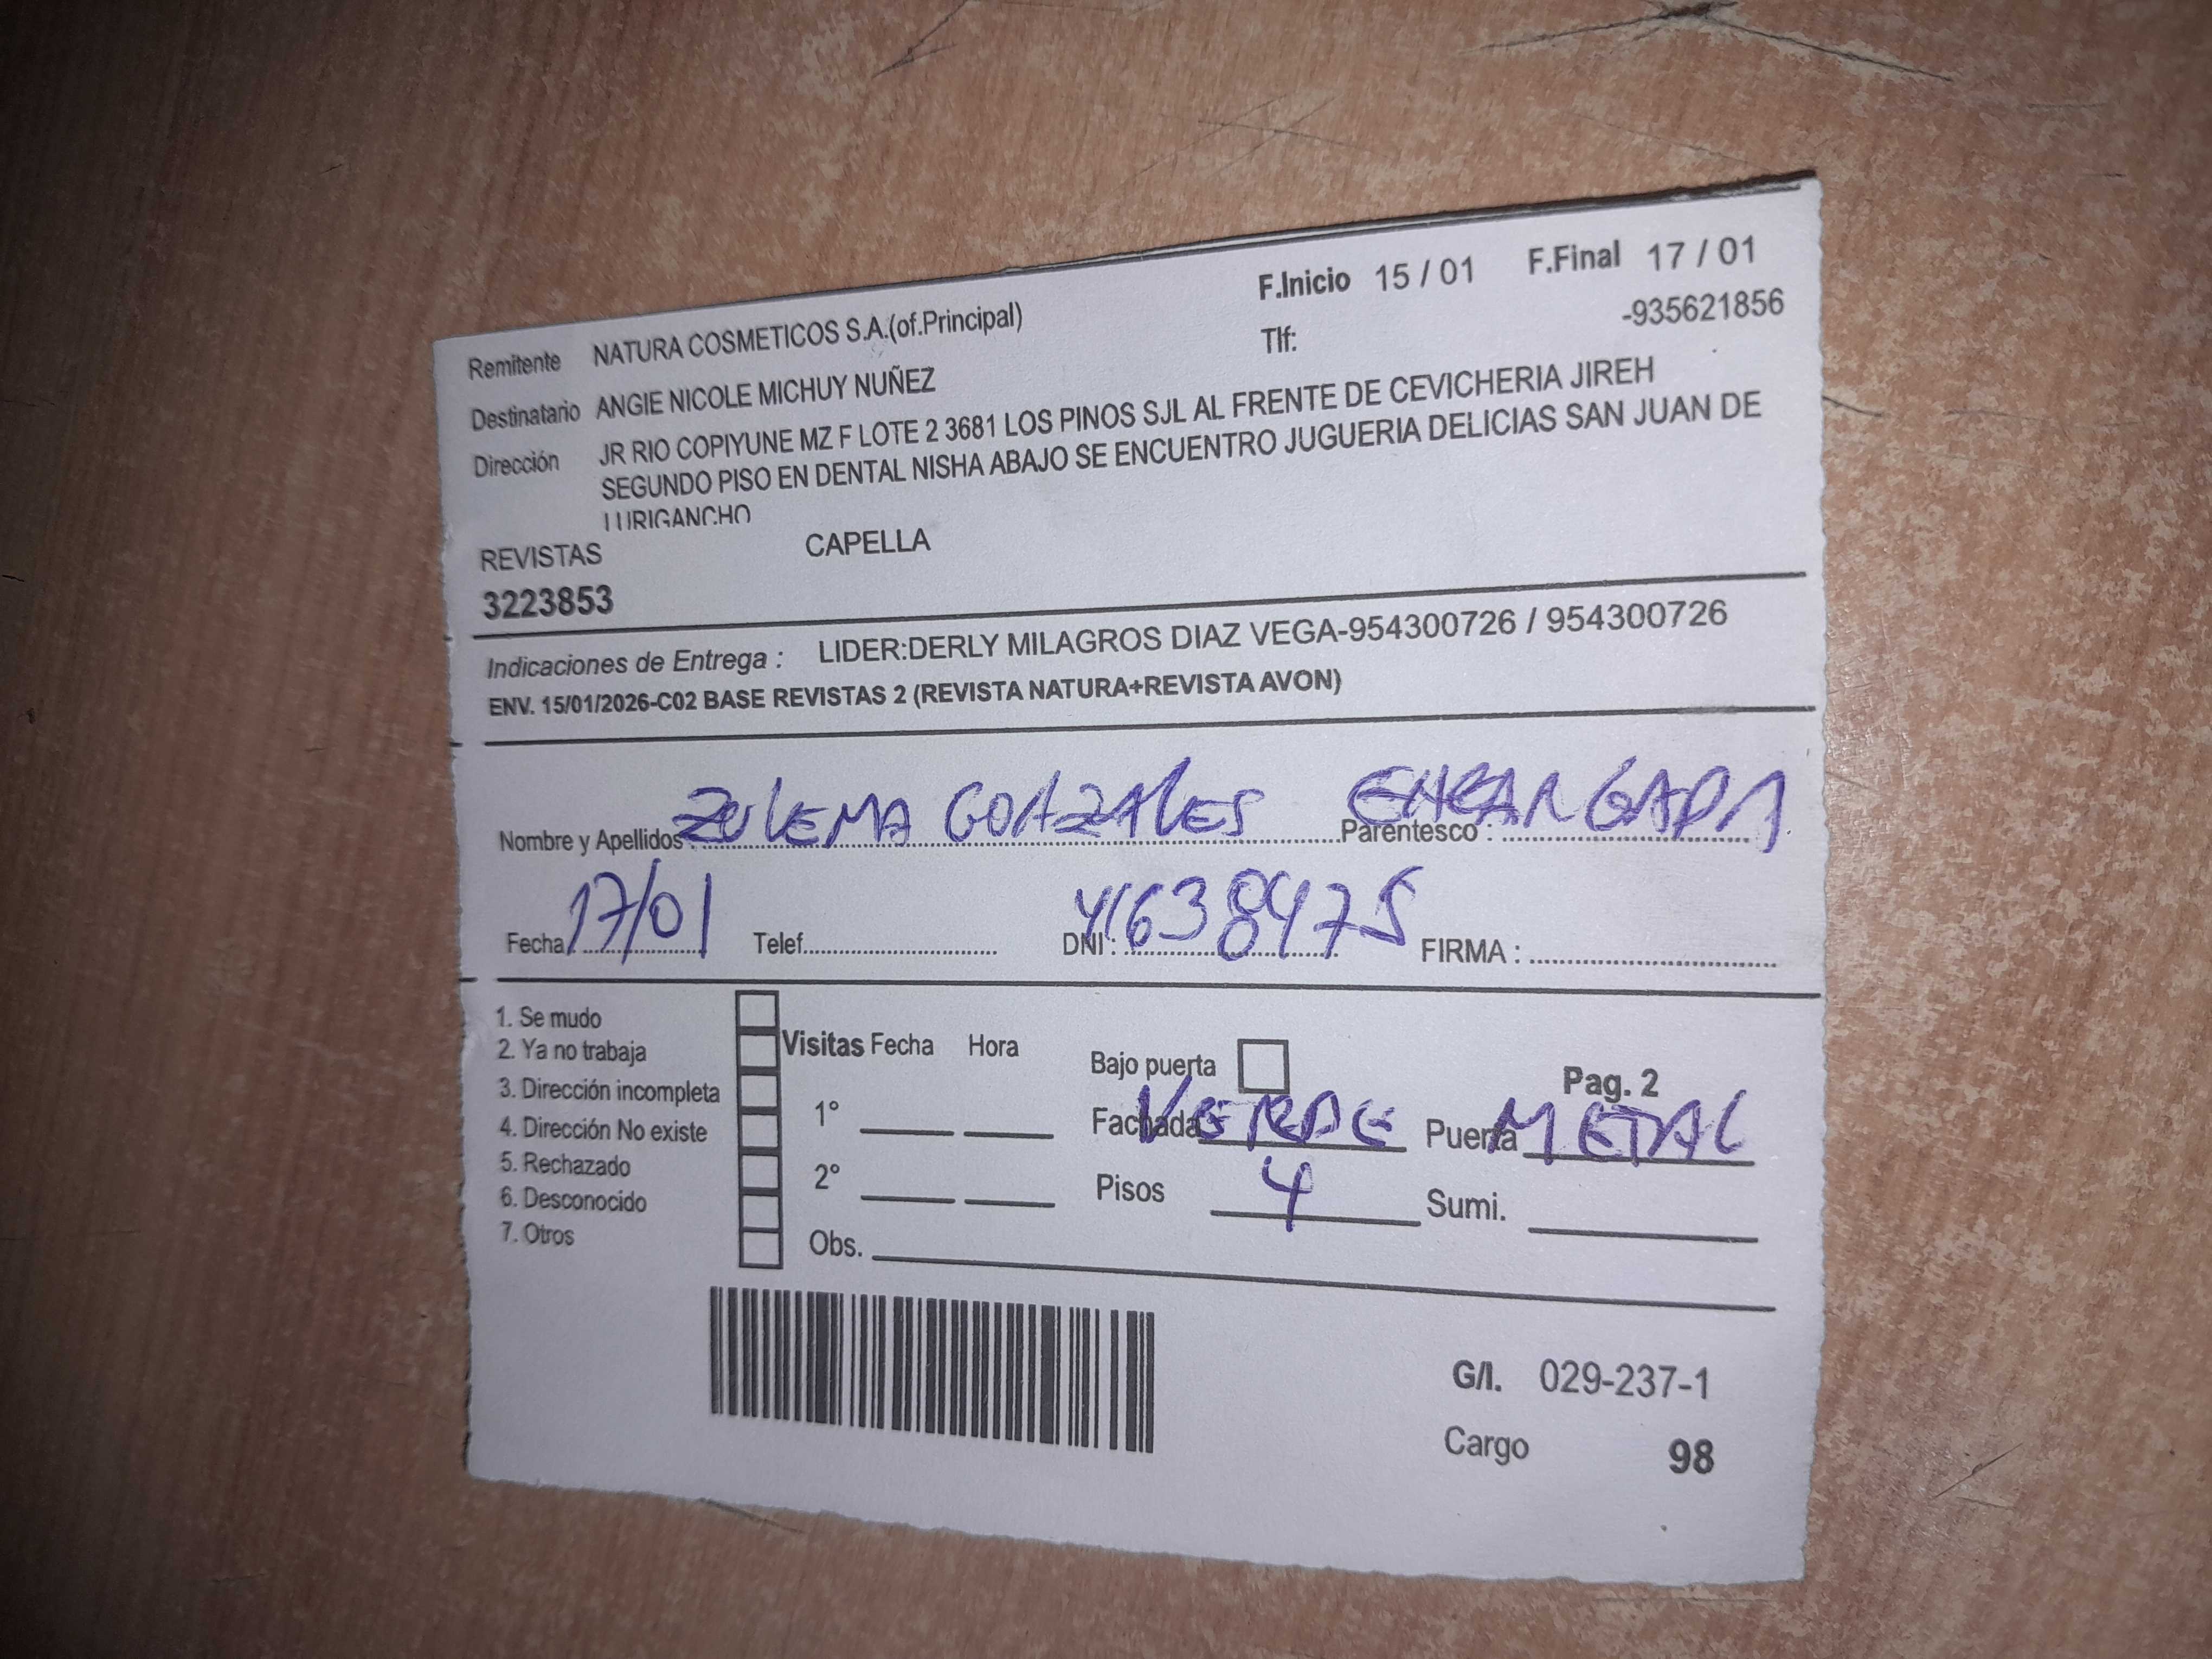 F.Inicio 15 / 01 F.Final 17 / 01
Remitente NATURA COSMETICOS S.A.(of.Principal) Tlf: -935621856
Destinatario ANGIE NICOLE MICHUY NUÑEZ
Dirección JR RIO COPIYUNE MZ F LOTE 2 3681 LOS PINOS SJL AL FRENTE DE CEVICHERIA JIREH
SEGUNDO PISO EN DENTAL NISHA ABAJO SE ENCUENTRO JUGUERIA DELICIAS SAN JUAN DE
LURIGANCHO
REVISTAS CAPELLA
3223853
Indicaciones de Entrega : LIDER:DERLY MILAGROS DIAZ VEGA-954300726 / 954300726
ENV. 15/01/2026-C02 BASE REVISTAS 2 (REVISTA NATURA+REVISTA AVON)
Nombre y Apellidos : ZULEMA GONZALES Parentesco : ENCARGADA
Fecha 17/01 Telef. DNI : 41638475 FIRMA :
1. Se mudo
2. Ya no trabaja Visitas Fecha Hora Bajo puerta Pag. 2
3. Dirección incompleta
4. Dirección No existe 1° Fachada VERDE Puerta METAL
5. Rechazado
6. Desconocido 2° Pisos 4 Sumi.
7. Otros Obs.
G/I. 029-237-1
Cargo 98